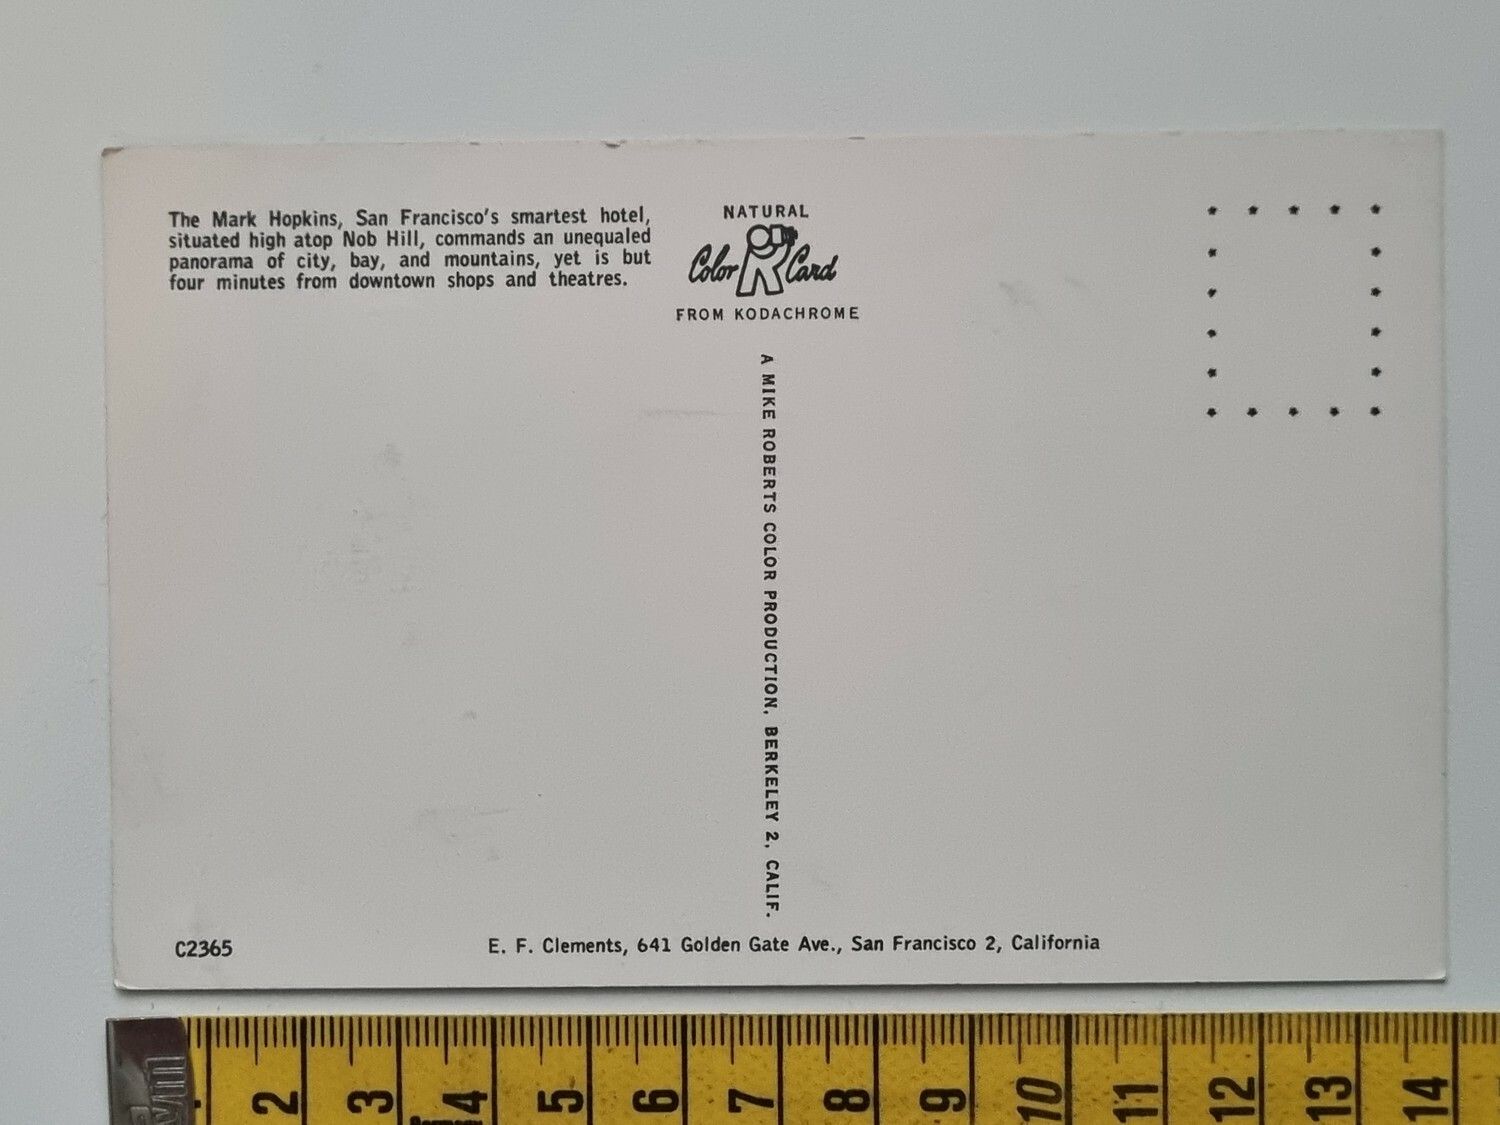 The Mark Hopkins, San Francisco's smartest hotel,
situated high atop Nob Hill, commands an unequaled
panorama of city, bay, and mountains, yet is but
four minutes from downtown shops and theatres.
NATURAL
Color Card
FROM KODACHROME
A MIKE ROBERTS COLOR PRODUCTION, BERKELEY 2, CALIF.
C2365
E. F. Clements, 641 Golden Gate Ave., San Francisco 2, California
2 3 4 5 6 7 8 9 10 11 12 13 14